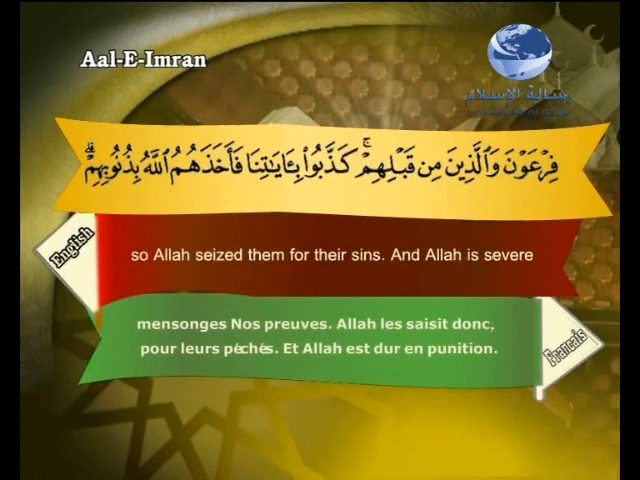 Aal-E-Imran
رسالة الإسلام
فِرْعَوْنَ وَٱلَّذِينَ مِن قَبْلِهِمْ ۚ كَذَّبُوا۟ بِـَٔايَـٰتِنَا فَأَخَذَهُمُ ٱللَّهُ بِذُنُوبِهِمْ ۗ
English
so Allah seized them for their sins. And Allah is severe
mensonges Nos preuves. Allah les saisit donc,
pour leurs péchés. Et Allah est dur en punition.
Francais